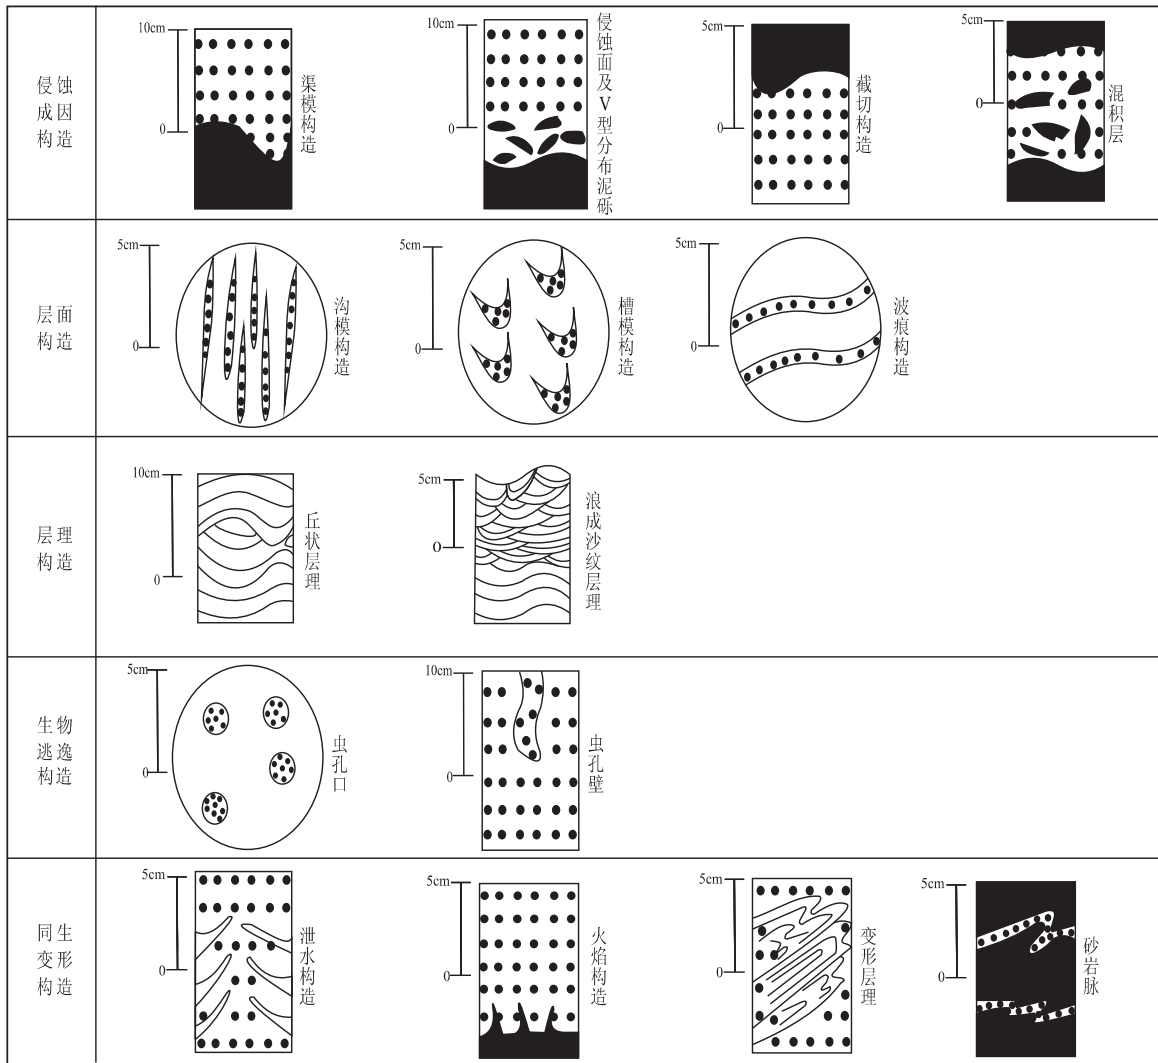 侵蚀
成因
构造
10cm
0
渠模构造
10cm
0
侵蚀面及V型分布泥砾
5cm
0
截切构造
5cm
0
混积层
层面
构造
5cm
0
沟模构造
5cm
0
槽模构造
5cm
0
波痕构造
层理
构造
10cm
0
丘状层理
5cm
0
浪成沙纹层理
生物
逃逸
构造
5cm
0
虫孔口
10cm
0
虫孔壁
同生
变形
构造
5cm
0
泄水构造
5cm
0
火焰构造
5cm
0
变形层理
5cm
0
砂岩脉